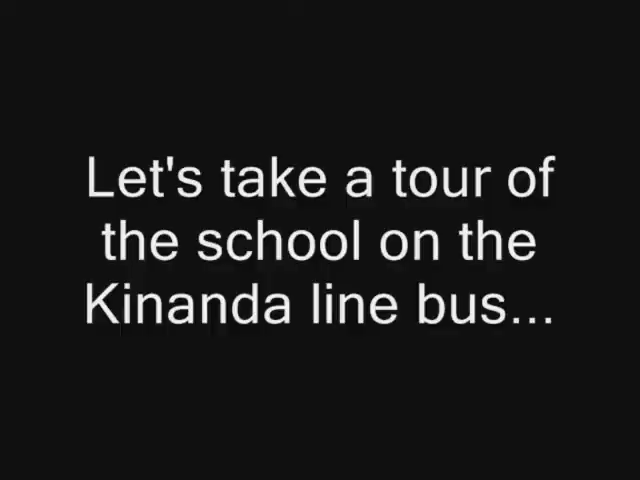 Let's take a tour of
the school on the
Kinanda line bus...